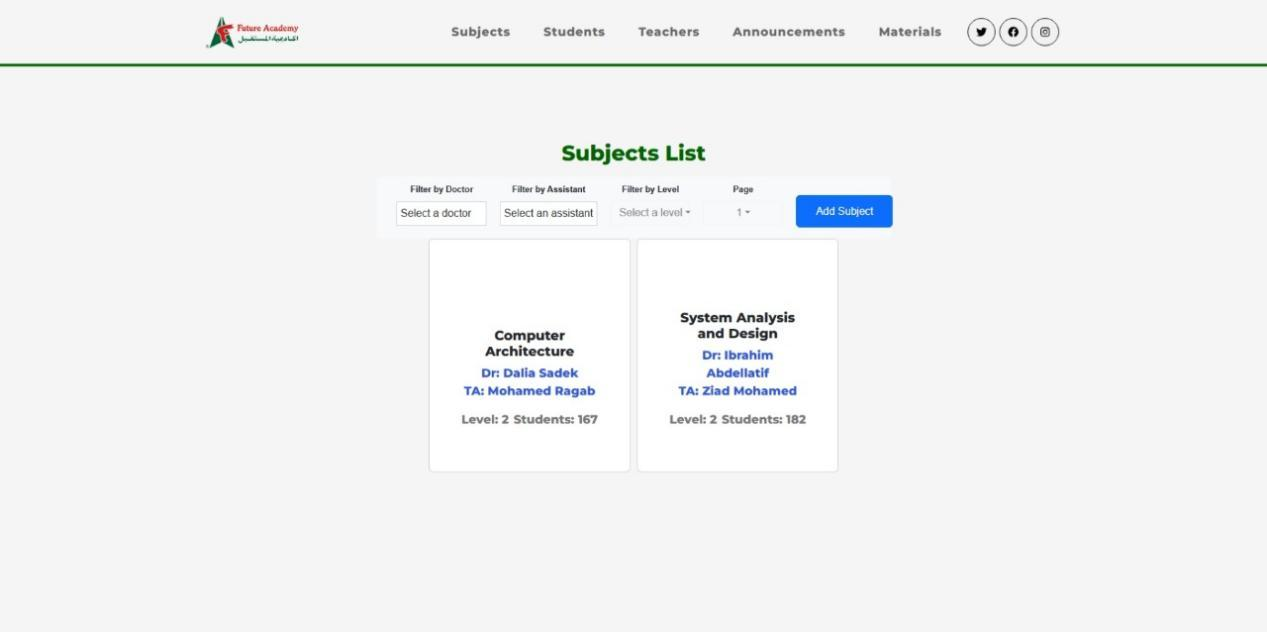 Future Academy
أكاديمية المستقبل
Subjects Students Teachers Announcements Materials
Subjects List
Filter by Doctor Filter by Assistant Filter by Level Page
Select a doctor Select an assistant Select a level 1 Add Subject
Computer
Architecture
Dr: Dalia Sadek
TA: Mohamed Ragab
Level: 2 Students: 167
System Analysis
and Design
Dr: Ibrahim
Abdellatif
TA: Ziad Mohamed
Level: 2 Students: 182